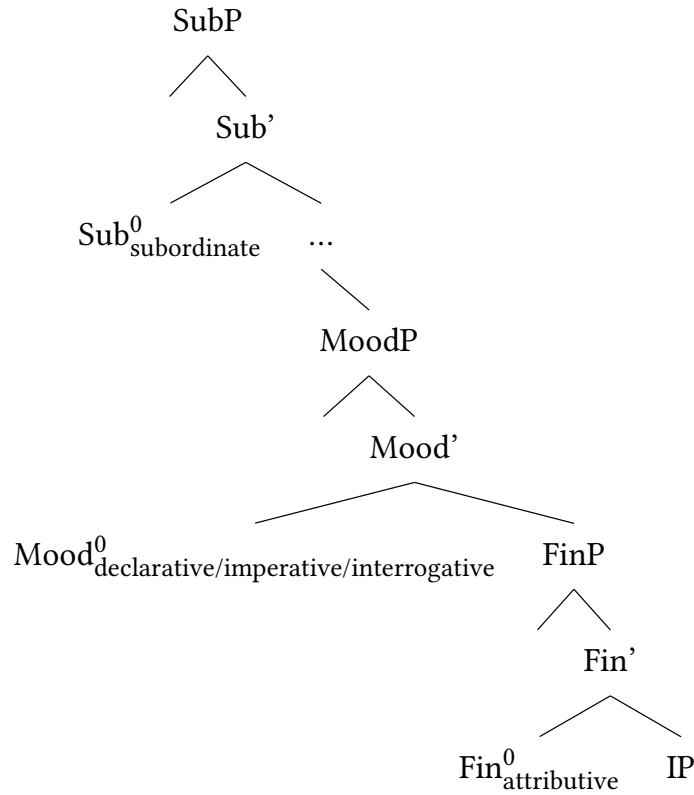 SubP
Sub’
Sub⁰subordinate ...
MoodP
Mood’
Mood⁰declarative/imperative/interrogative FinP
Fin’
Fin⁰attributive IP